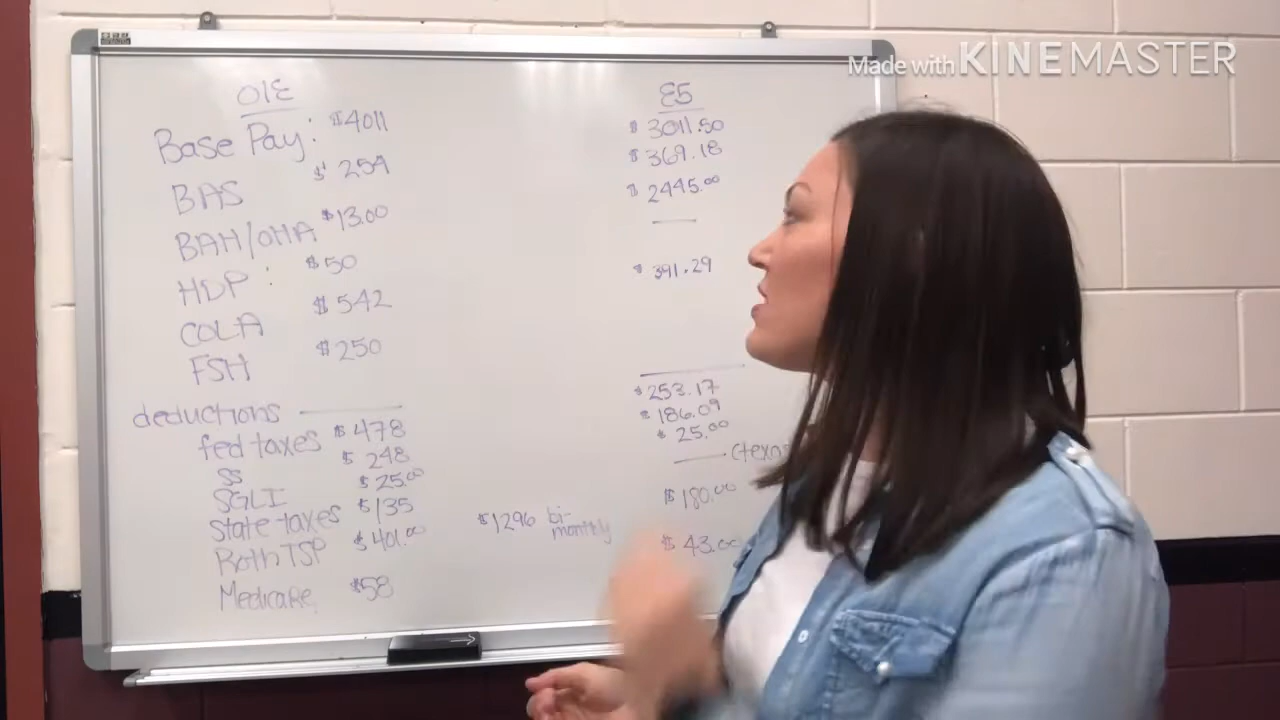 Made with KINEMASTER
O1E
E5
Base Pay: $4011
$3011.50
BAS $254
$369.18
BAH/OHA $13.00
$2445.00
HDP: $50
COLA $542
$391.29
FSH $250
deductions
fed taxes $478
$253.17
SS $248
$186.09
SGLI $25.00
$25.00
state taxes $135
Roth TSP $401.00
$180.00
$1296 bi-
monthly
Medicare, $58
$43.00